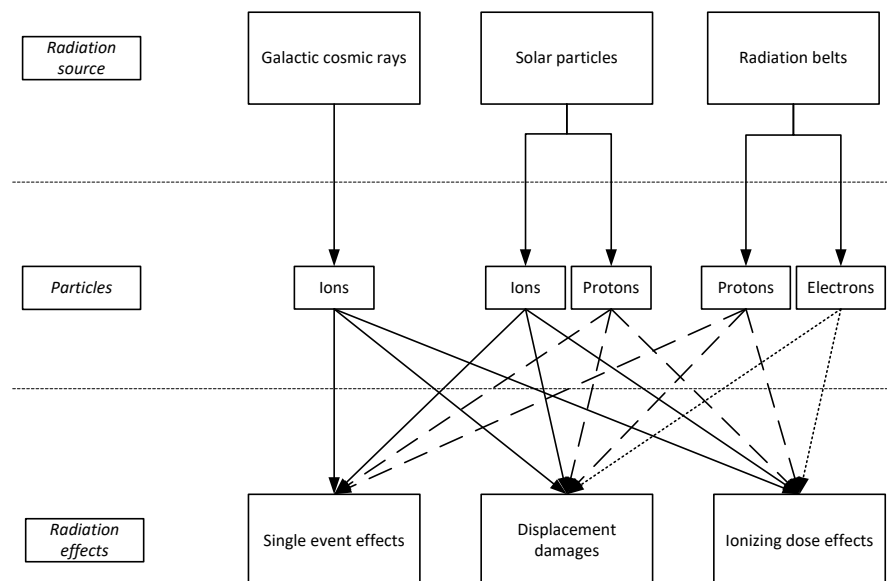 Radiation
source
Galactic cosmic rays
Solar particles
Radiation belts
Particles
Ions
Ions
Protons
Protons
Electrons
Radiation
effects
Single event effects
Displacement
damages
Ionizing dose effects